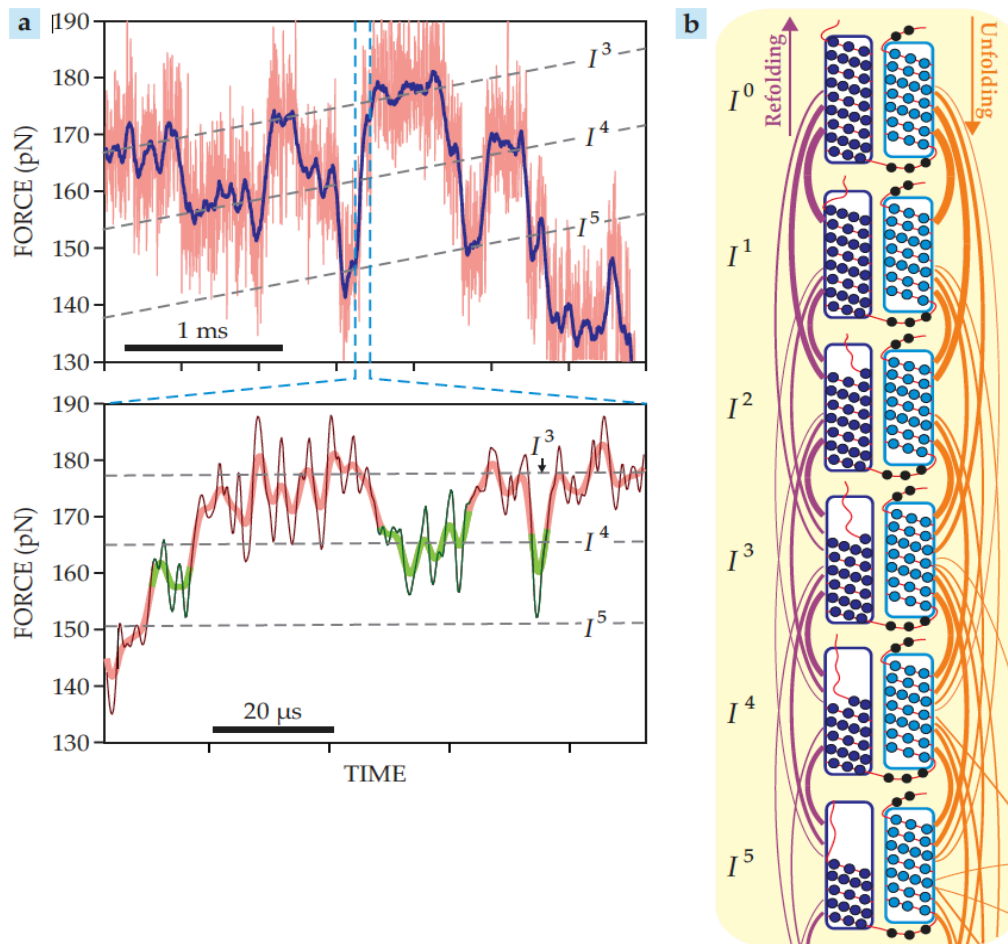 a
190
180
170
160
150
140
130
FORCE (pN)
I³
I⁴
I⁵
1 ms
190
180
170
160
150
140
130
FORCE (pN)
I³
I⁴
I⁵
20 µs
TIME
b
Refolding
Unfolding
I⁰
I¹
I²
I³
I⁴
I⁵